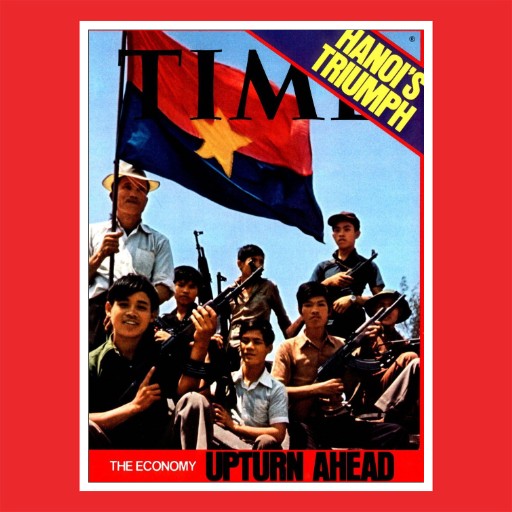 TIME
HANOI'S
TRIUMPH
®
THE ECONOMY UPTURN AHEAD